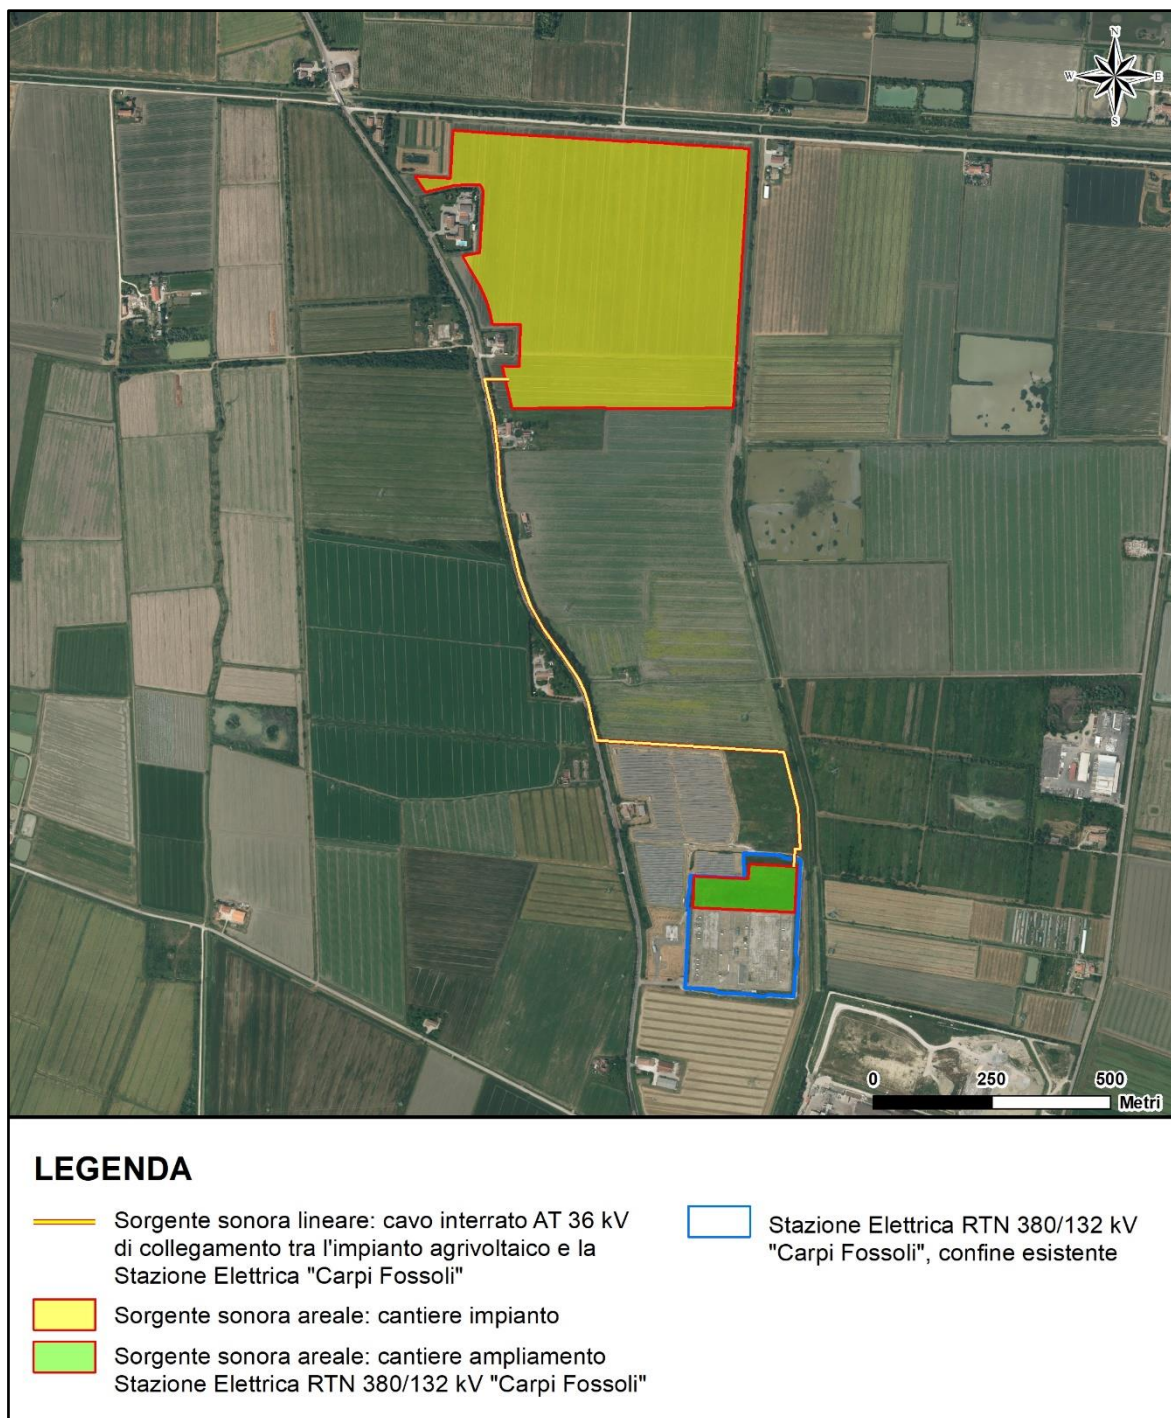 N
W E
S
0 250 500
Metri
LEGENDA
Sorgente sonora lineare: cavo interrato AT 36 kV
di collegamento tra l'impianto agrivoltaico e la
Stazione Elettrica "Carpi Fossoli"
Sorgente sonora areale: cantiere impianto
Sorgente sonora areale: cantiere ampliamento
Stazione Elettrica RTN 380/132 kV "Carpi Fossoli"
Stazione Elettrica RTN 380/132 kV
"Carpi Fossoli", confine esistente